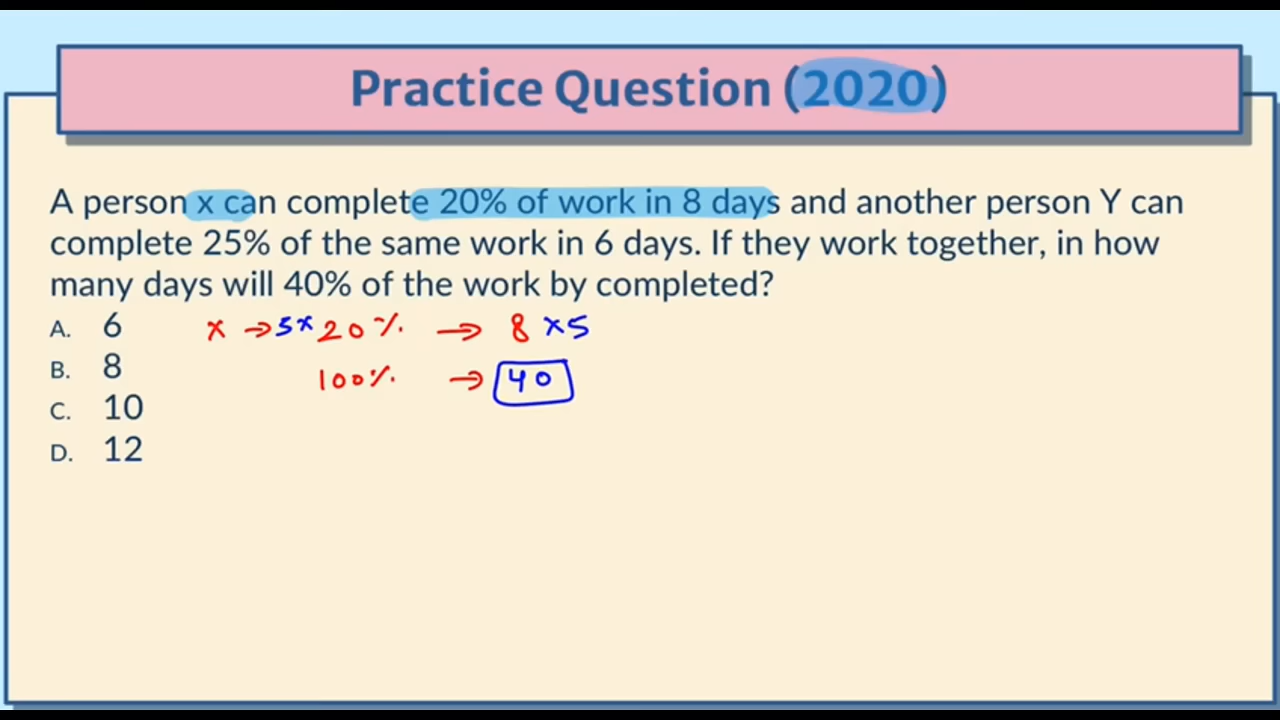 Practice Question (2020)
A person x can complete 20% of work in 8 days and another person Y can
complete 25% of the same work in 6 days. If they work together, in how
many days will 40% of the work by completed?
A. 6
x → 5 × 20% → 8 × 5
B. 8
100% → 40
C. 10
D. 12